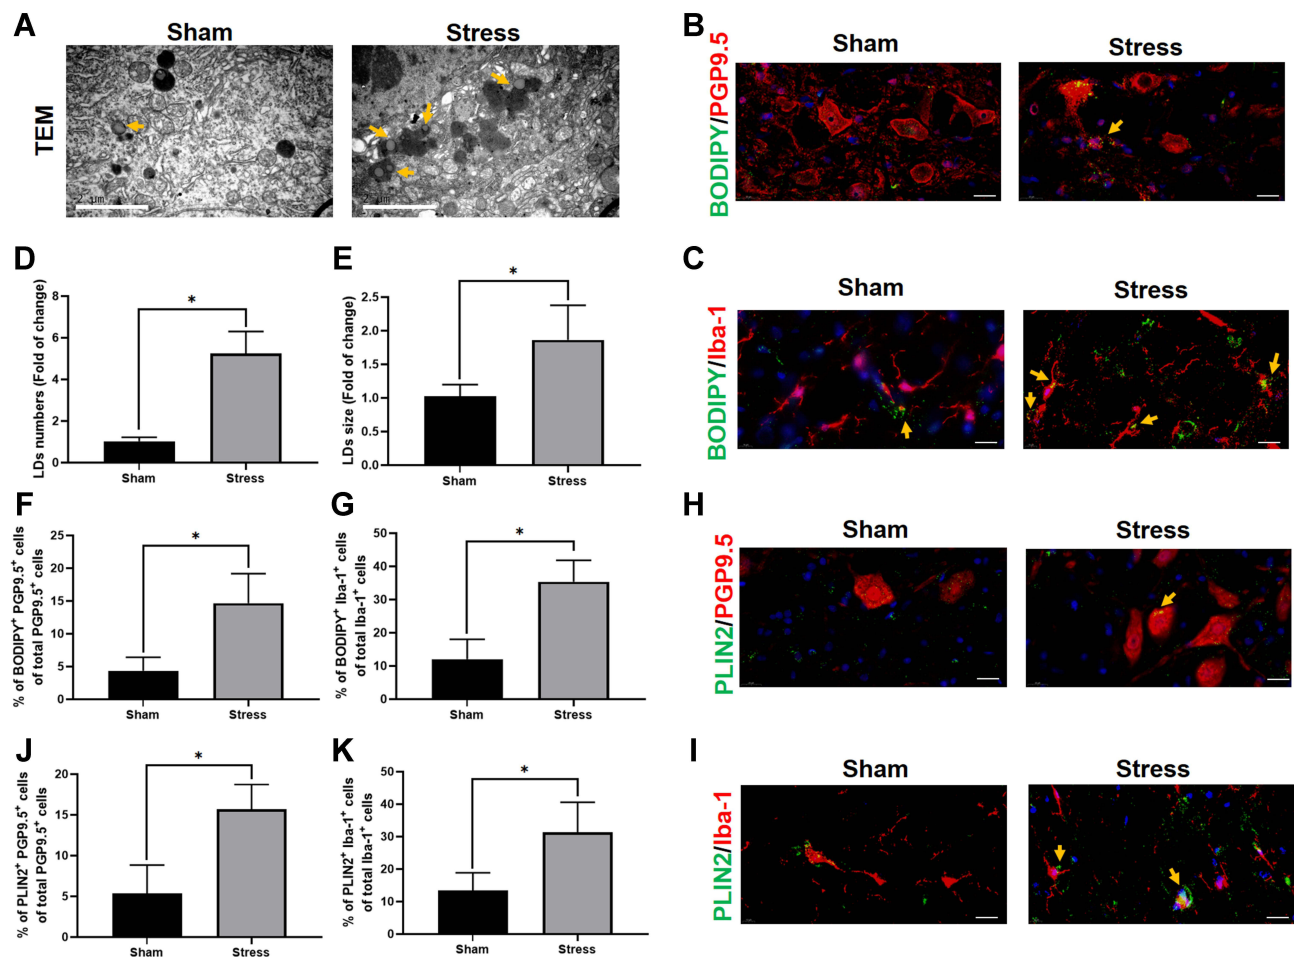 A
Sham
Stress
TEM
2 μm
μm
B
Sham
Stress
BODIPY/PGP9.5
D
LDs numbers (Fold of change)
8
6
4
2
0
*
Sham
Stress
E
LDs size (Fold of change)
2.5
2.0
1.5
1.0
0.5
0.0
*
Sham
Stress
C
Sham
Stress
BODIPY/Iba-1
F
% of BODIPY⁺ PGP9.5⁺ cells
of total PGP9.5⁺ cells
25
20
15
10
5
0
*
Sham
Stress
G
% of BODIPY⁺ Iba-1⁺ cells
of total Iba-1⁺ cells
50
40
30
20
10
0
*
Sham
Stress
H
Sham
Stress
PLIN2/PGP9.5
J
% of PLIN2⁺ PGP9.5⁺ cells
of total PGP9.5⁺ cells
20
15
10
5
0
*
Sham
Stress
K
% of PLIN2⁺ Iba-1⁺ cells
of total Iba-1⁺ cells
50
40
30
20
10
0
*
Sham
Stress
I
Sham
Stress
PLIN2/Iba-1